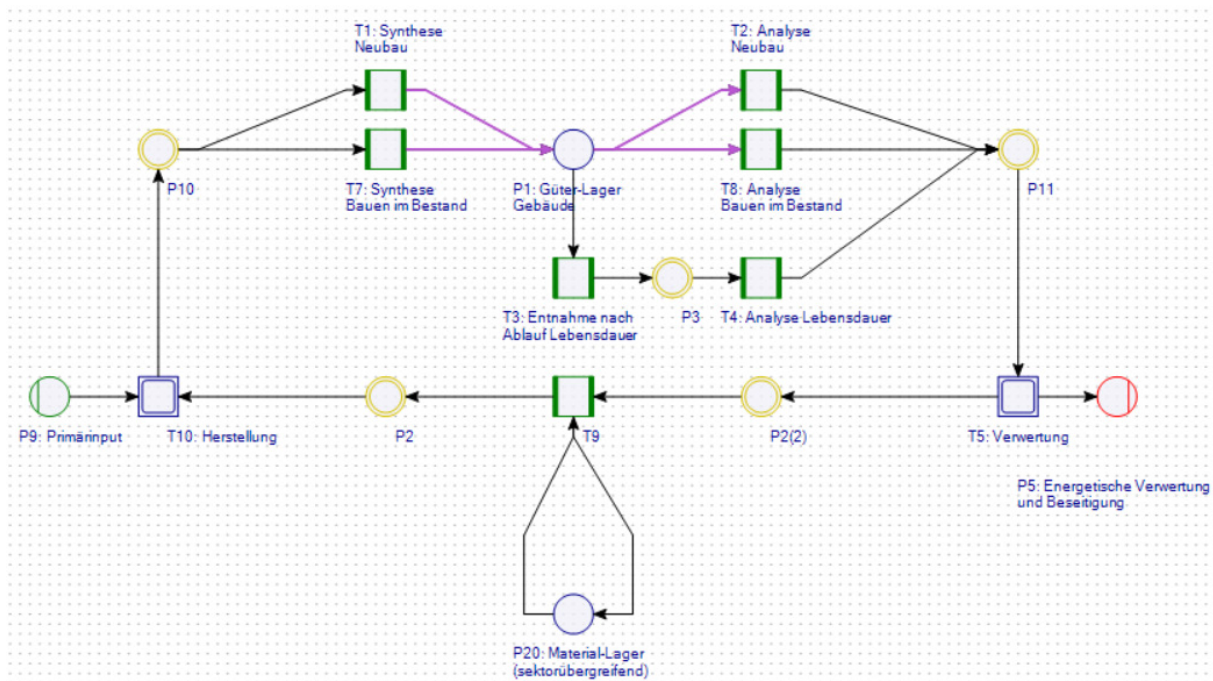 T1: Synthese
Neubau
T2: Analyse
Neubau
P10
T7: Synthese
Bauen im Bestand
P1: Güter-Lager
Gebäude
T8: Analyse
Bauen im Bestand
P11
T3: Entnahme nach
Ablauf Lebensdauer
P3
T4: Analyse Lebensdauer
P9: Primärinput
T10: Herstellung
P2
T9
P2(2)
T5: Verwertung
P5: Energetische Verwertung
und Beseitigung
P20: Material-Lager
(sektorübergreifend)